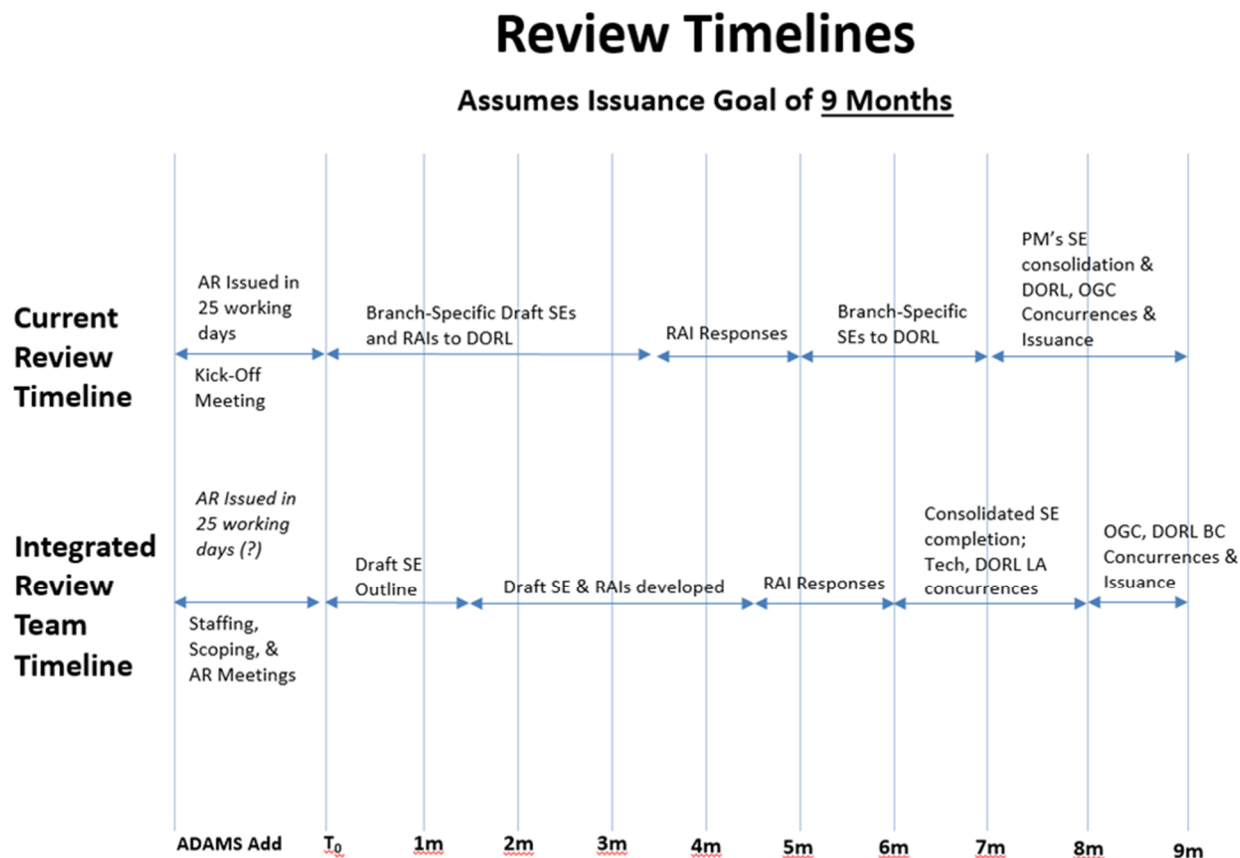 Review Timelines
Assumes Issuance Goal of 9 Months
Current
Review
Timeline
AR Issued in
25 working
days
Kick-Off
Meeting
Branch-Specific Draft SEs
and RAIs to DORL
RAI Responses
Branch-Specific
SEs to DORL
PM's SE
consolidation &
DORL, OGC
Concurrences &
Issuance
Integrated
Review
Team
Timeline
AR Issued in
25 working
days (?)
Staffing,
Scoping, &
AR Meetings
Draft SE
Outline
Draft SE & RAIs developed
RAI Responses
Consolidated SE
completion;
Tech, DORL LA
concurrences
OGC, DORL BC
Concurrences &
Issuance
ADAMS Add T₀ 1m 2m 3m 4m 5m 6m 7m 8m 9m